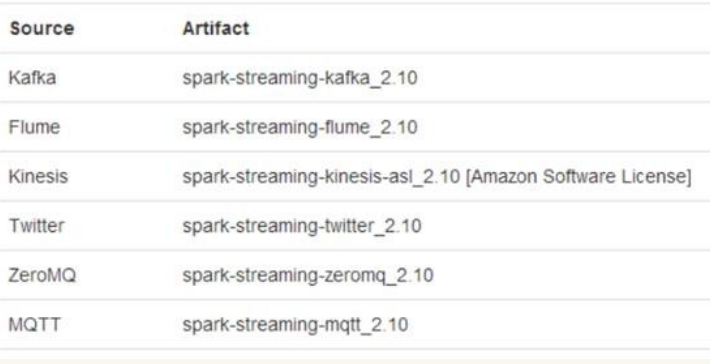 Source Artifact
Kafka spark-streaming-kafka_2.10
Flume spark-streaming-flume_2.10
Kinesis spark-streaming-kinesis-asl_2.10 [Amazon Software License]
Twitter spark-streaming-twitter_2.10
ZeroMQ spark-streaming-zeromq_2.10
MQTT spark-streaming-mqtt_2.10